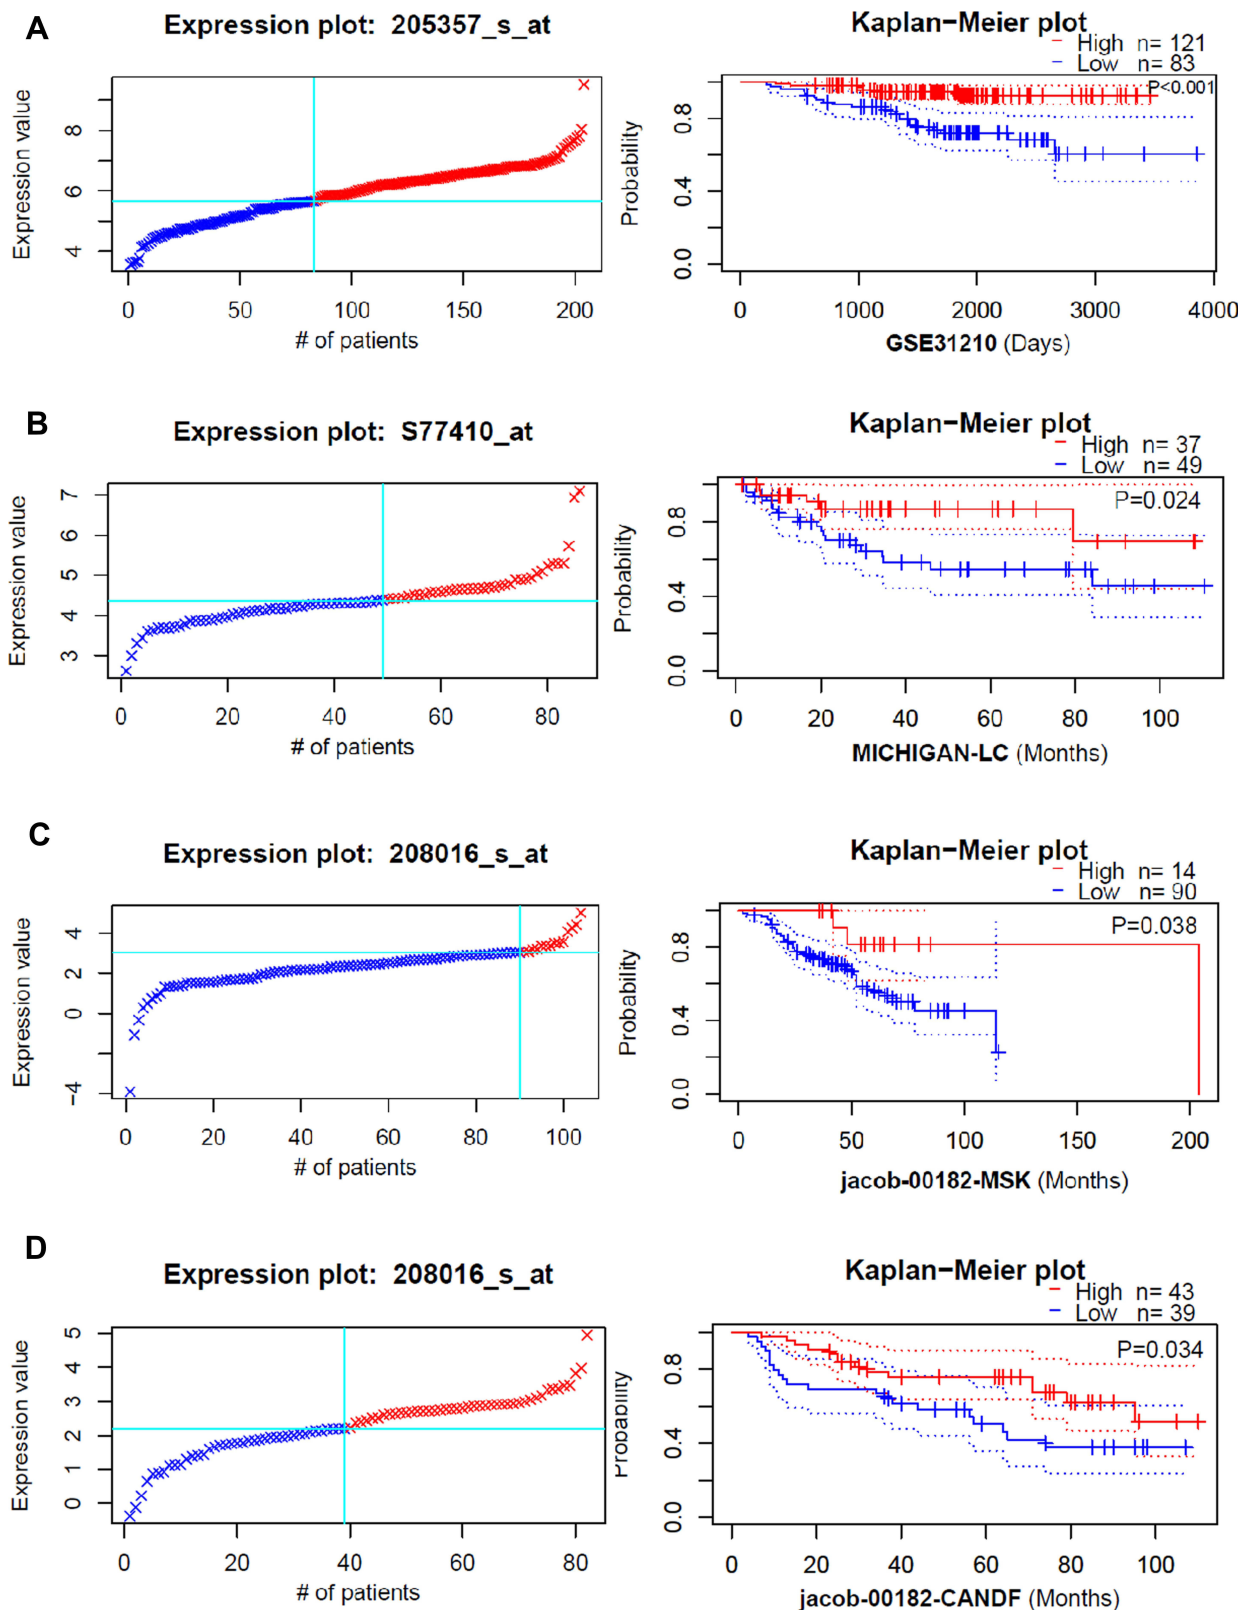 A
Expression plot: 205357_s_at
Expression value
8
6
4
0 50 100 150 200
# of patients
Kaplan−Meier plot
High n= 121
Low n= 83
P<0.001
Probability
0.8
0.4
0.0
0 1000 2000 3000 4000
GSE31210 (Days)
B
Expression plot: S77410_at
Expression value
7
6
5
4
3
0 20 40 60 80
# of patients
Kaplan−Meier plot
High n= 37
Low n= 49
P=0.024
Probability
0.8
0.4
0.0
0 20 40 60 80 100
MICHIGAN-LC (Months)
C
Expression plot: 208016_s_at
Expression value
4
2
0
−4
0 20 40 60 80 100
# of patients
Kaplan−Meier plot
High n= 14
Low n= 90
P=0.038
Probability
0.8
0.4
0.0
0 50 100 150 200
jacob-00182-MSK (Months)
D
Expression plot: 208016_s_at
Expression value
5
4
3
2
1
0
0 20 40 60 80
# of patients
Kaplan−Meier plot
High n= 43
Low n= 39
P=0.034
Probability
0.8
0.4
0.0
0 20 40 60 80 100
jacob-00182-CANDF (Months)